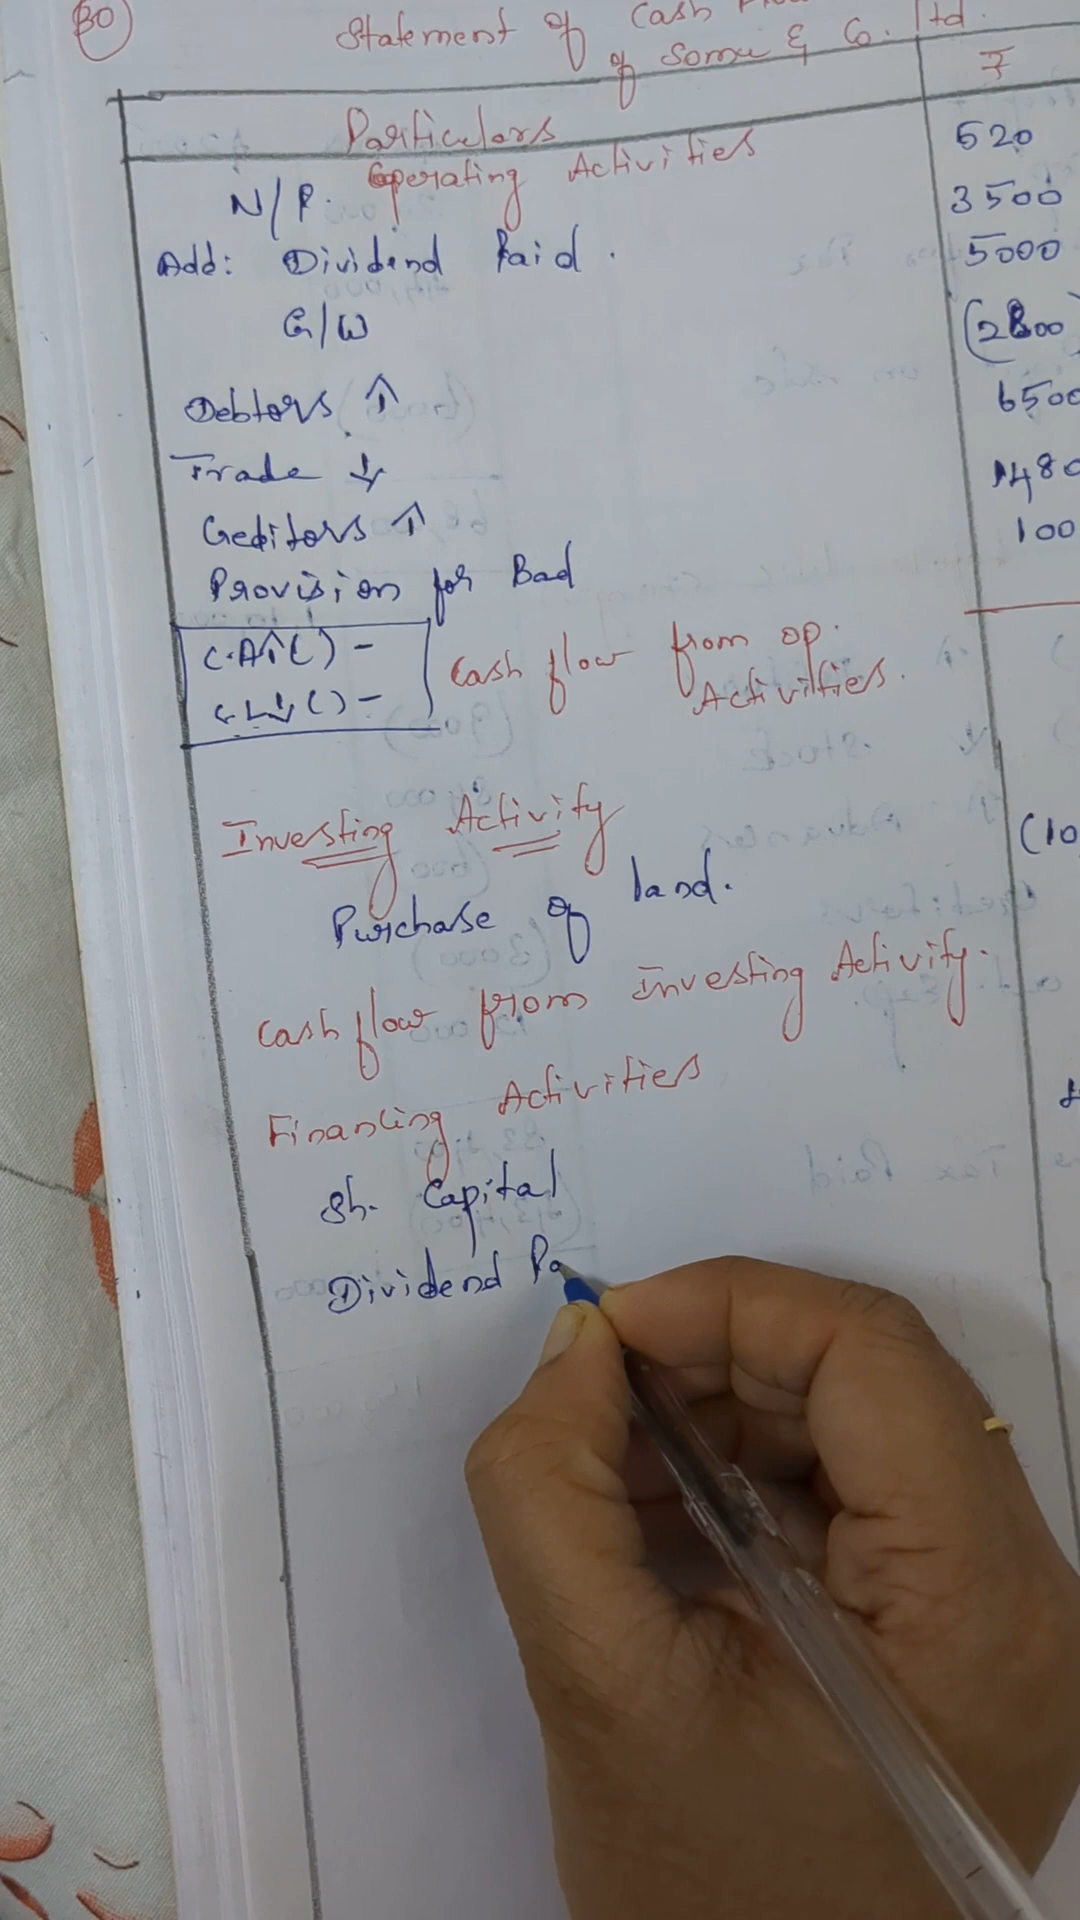 30
Statement of Cash
of Somu & Co. Ltd.
Particulars ₹
Operating Activities
N/P. 520
Add: Dividend Paid. 3500
G/W 5000
Debtors ↑ (2800
Trade ↓ 6500
Creditors ↑ 1480
Provision for Bad 100
C.A↑( ) -
C.L↓( ) -
Cash flow from op.
Activities.
Investing Activity
Purchase of land. (10
Cash flow from Investing Activity.
Financing Activities
Sh. Capital
Dividend Pa